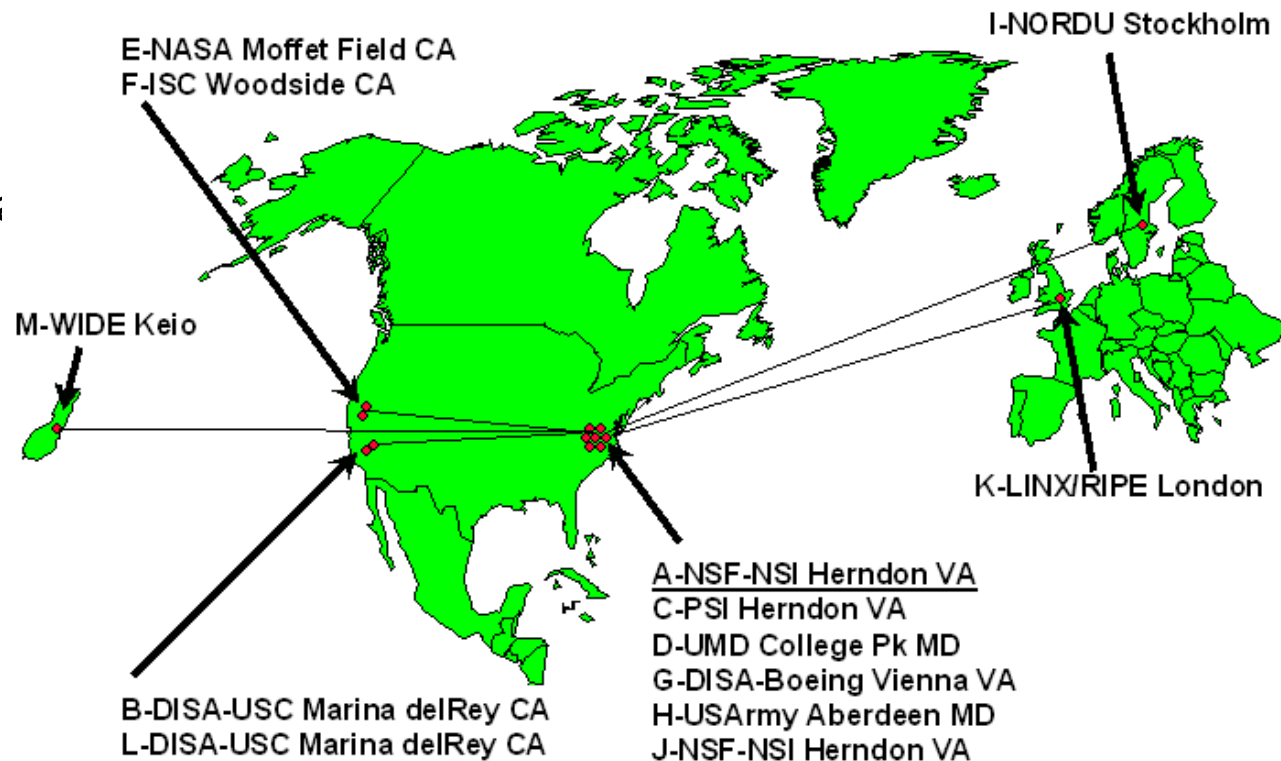 I-NORDU Stockholm
E-NASA Moffet Field CA
F-ISC Woodside CA
M-WIDE Keio
K-LINX/RIPE London
A-NSF-NSI Herndon VA
C-PSI Herndon VA
D-UMD College Pk MD
G-DISA-Boeing Vienna VA
H-USArmy Aberdeen MD
J-NSF-NSI Herndon VA
B-DISA-USC Marina delRey CA
L-DISA-USC Marina delRey CA